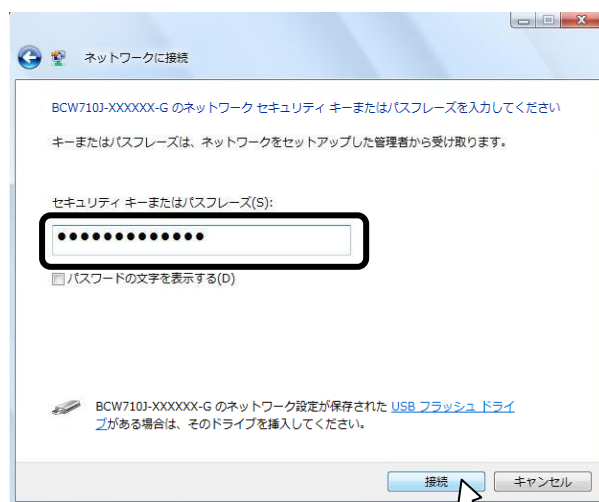 ネットワークに接続
BCW710J-XXXXXX-G のネットワーク セキュリティ キーまたはパスフレーズを入力してください
キーまたはパスフレーズは、ネットワークをセットアップした管理者から受け取ります。
セキュリティ キーまたはパスフレーズ(S):
●●●●●●●●●●●●●
パスワードの文字を表示する(D)
BCW710J-XXXXXX-G のネットワーク設定が保存された USB フラッシュ ドライ
ブがある場合は、そのドライブを挿入してください。
接続
キャンセル